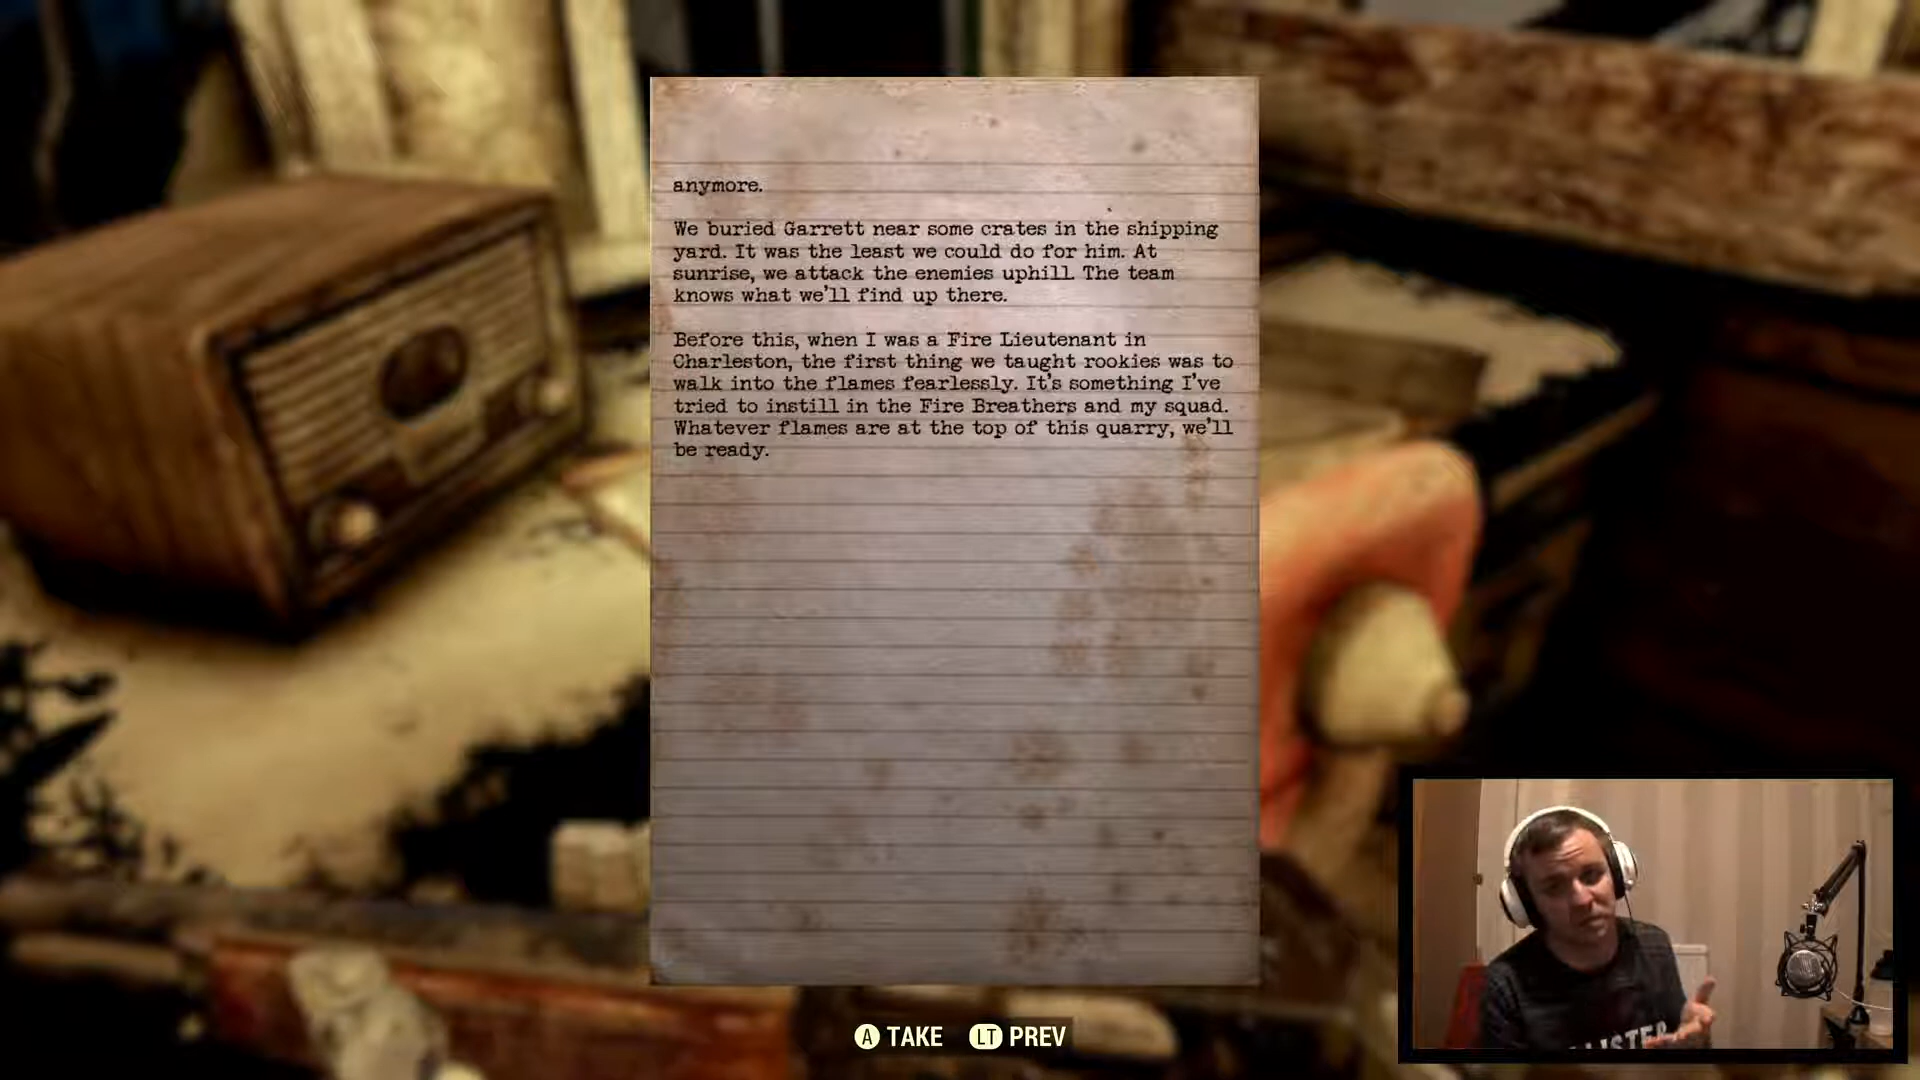 anymore.
We buried Garrett near some crates in the shipping
yard. It was the least we could do for him. At
sunrise, we attack the enemies uphill. The team
knows what we'll find up there.
Before this, when I was a Fire Lieutenant in
Charleston, the first thing we taught rookies was to
walk into the flames fearlessly. It's something I've
tried to instill in the Fire Breathers and my squad.
Whatever flames are at the top of this quarry, we'll
be ready.
A TAKE LT PREV